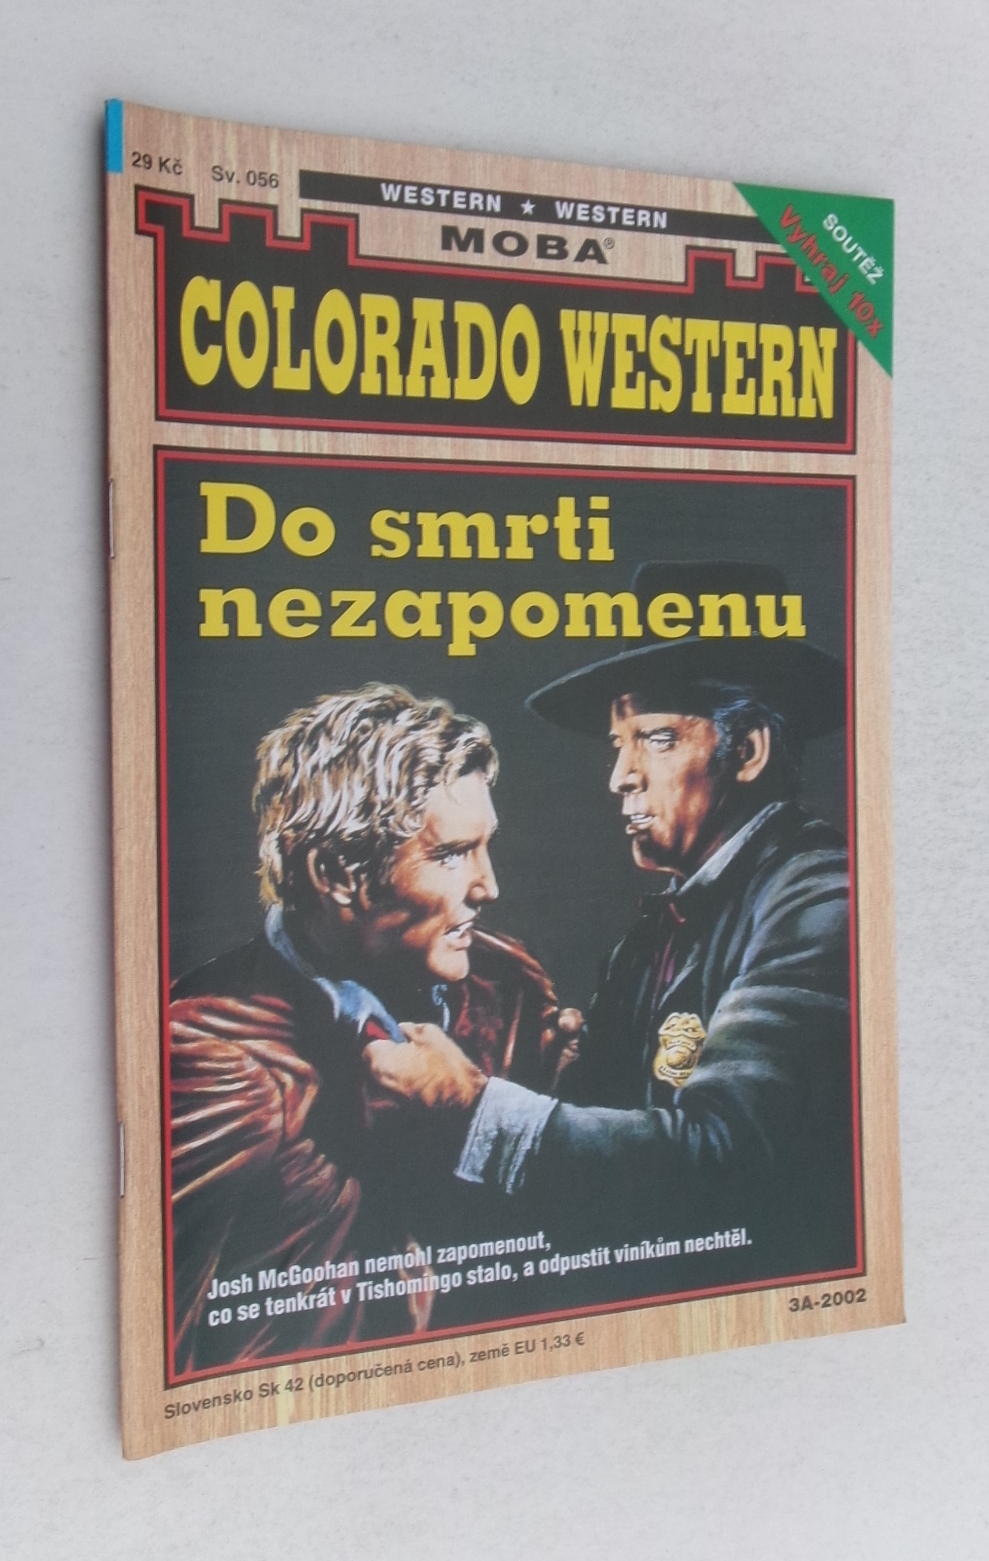 29 Kč Sv. 056
WESTERN ★ WESTERN
MOBA®
SOUTĚŽ
Vyhraj 10x
COLORADO WESTERN
Do smrti
nezapomenu
Josh McGoohan nemohl zapomenout,
co se tenkrát v Tishomingo stalo, a odpustit viníkům nechtěl.
3A-2002
Slovensko Sk 42 (doporučená cena), země EU 1,33 €